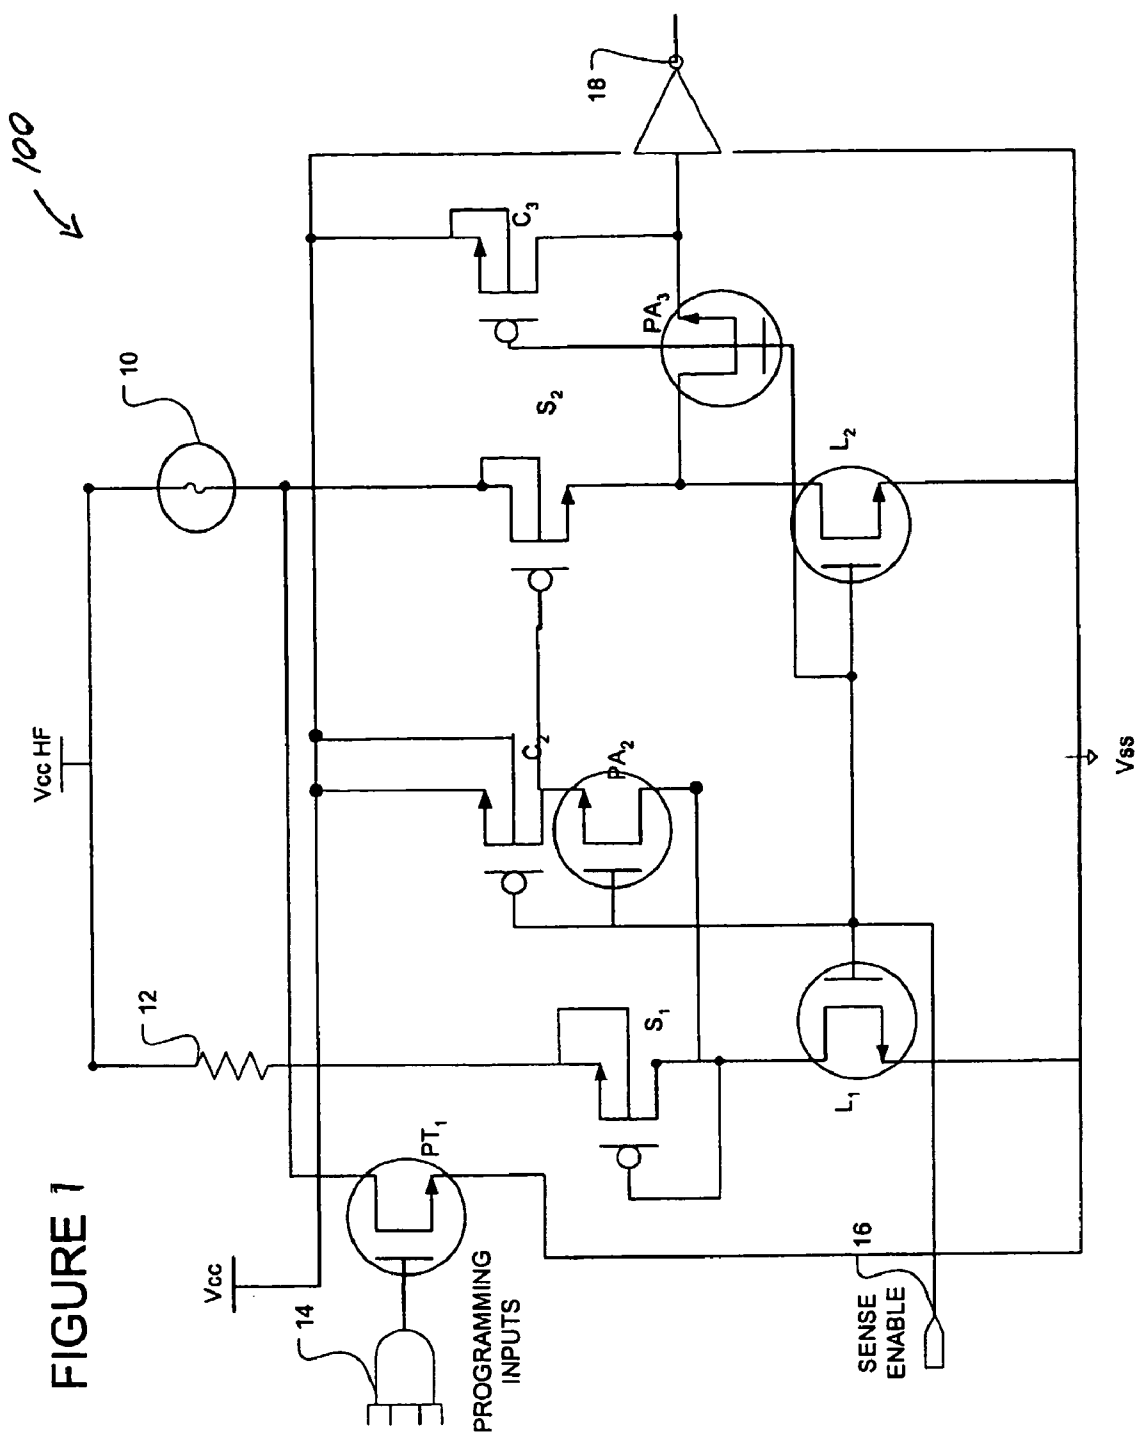 FIGURE 1
100
Vcc HF
Vcc
10
12
14
PROGRAMMING
INPUTS
PT1
S1
C2
PA2
S2
C3
PA3
L1
L2
16
SENSE
ENABLE
18
Vss